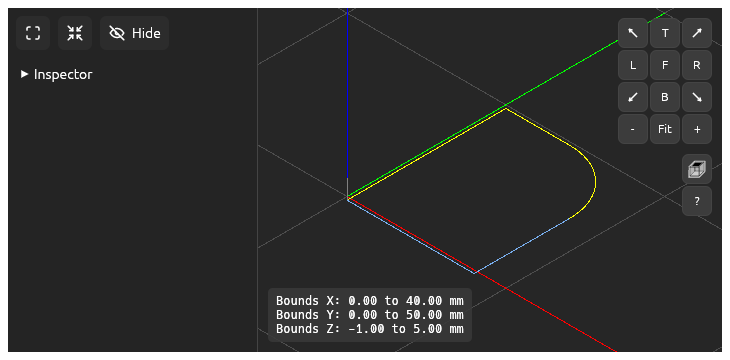 Hide
▶ Inspector
T
L F R
B
- Fit +
?
Bounds X: 0.00 to 40.00 mm
Bounds Y: 0.00 to 50.00 mm
Bounds Z: -1.00 to 5.00 mm